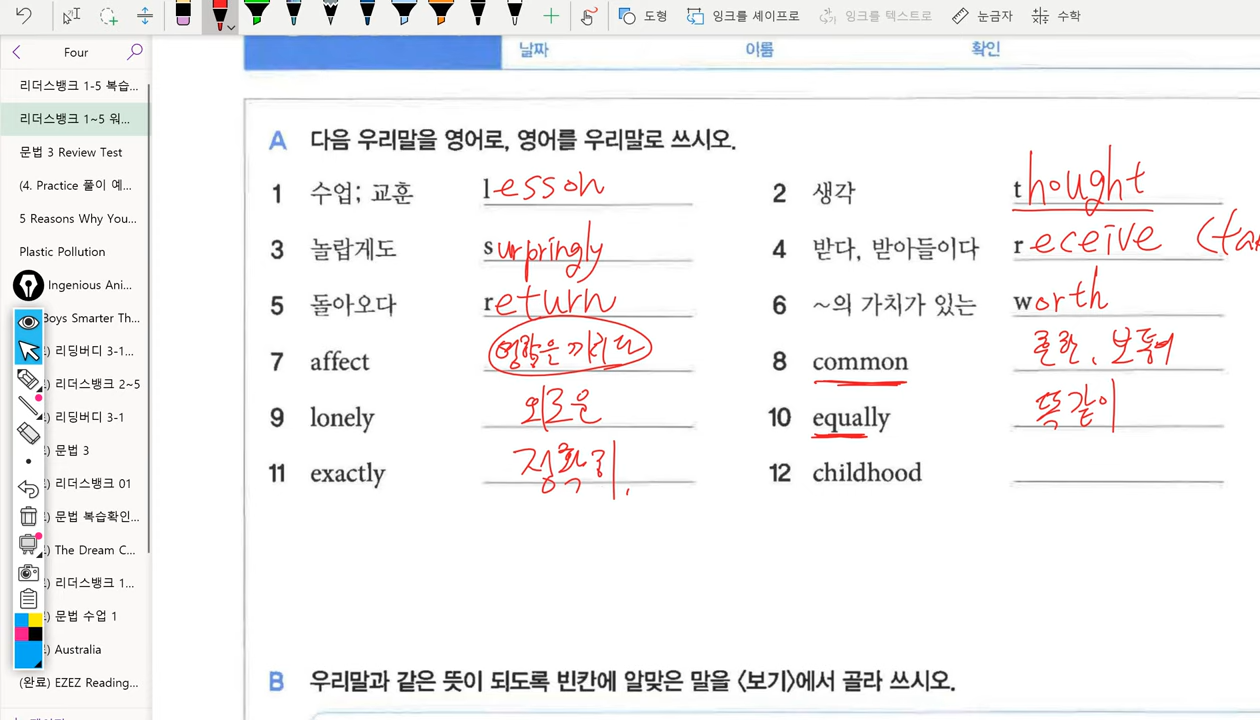 도형 잉크를 셰이프로 잉크를 텍스트로 눈금자 수학
Four
리더스뱅크 1-5 복습...
리더스뱅크 1~5 워...
문법 3 Review Test
(4. Practice 풀이 예...
5 Reasons Why You...
Plastic Pollution
Ingenious Ani...
Boys Smarter Th...
) 리딩버디 3-1...
) 리더스뱅크 2~5
) 리딩버디 3-1
) 문법 3
) 리더스뱅크 01
) 문법 복습확인...
) The Dream C...
) 리더스뱅크 1...
) 문법 수업 1
) Australia
(완료) EZEZ Reading...
날짜 이름 확인
A 다음 우리말을 영어로, 영어를 우리말로 쓰시오.
1 수업; 교훈 lesson 2 생각 thought
3 놀랍게도 surpringly 4 받다, 받아들이다 receive (ta
5 돌아오다 return 6 ~의 가치가 있는 worth
7 affect 영향을 끼치다 8 common 흔한, 보통의
9 lonely 외로운 10 equally 똑같이
11 exactly 정확히. 12 childhood
B 우리말과 같은 뜻이 되도록 빈칸에 알맞은 말을 〈보기〉에서 골라 쓰시오.